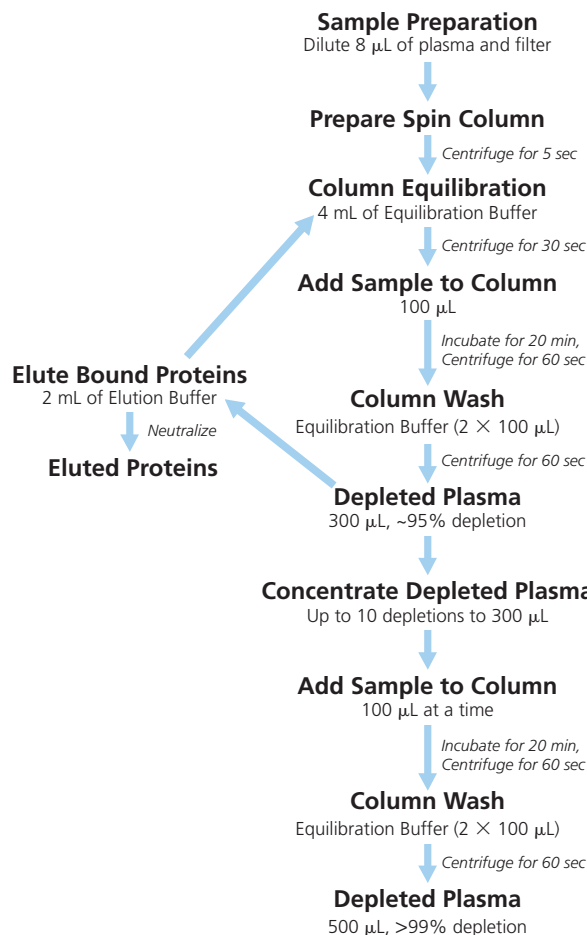 Sample Preparation
Dilute 8 μL of plasma and filter
Prepare Spin Column
Centrifuge for 5 sec
Column Equilibration
4 mL of Equilibration Buffer
Centrifuge for 30 sec
Add Sample to Column
100 μL
Incubate for 20 min,
Centrifuge for 60 sec
Elute Bound Proteins
2 mL of Elution Buffer
Neutralize
Eluted Proteins
Column Wash
Equilibration Buffer (2 × 100 μL)
Centrifuge for 60 sec
Depleted Plasma
300 μL, ~95% depletion
Concentrate Depleted Plasma
Up to 10 depletions to 300 μL
Add Sample to Column
100 μL at a time
Incubate for 20 min,
Centrifuge for 60 sec
Column Wash
Equilibration Buffer (2 × 100 μL)
Centrifuge for 60 sec
Depleted Plasma
500 μL, >99% depletion